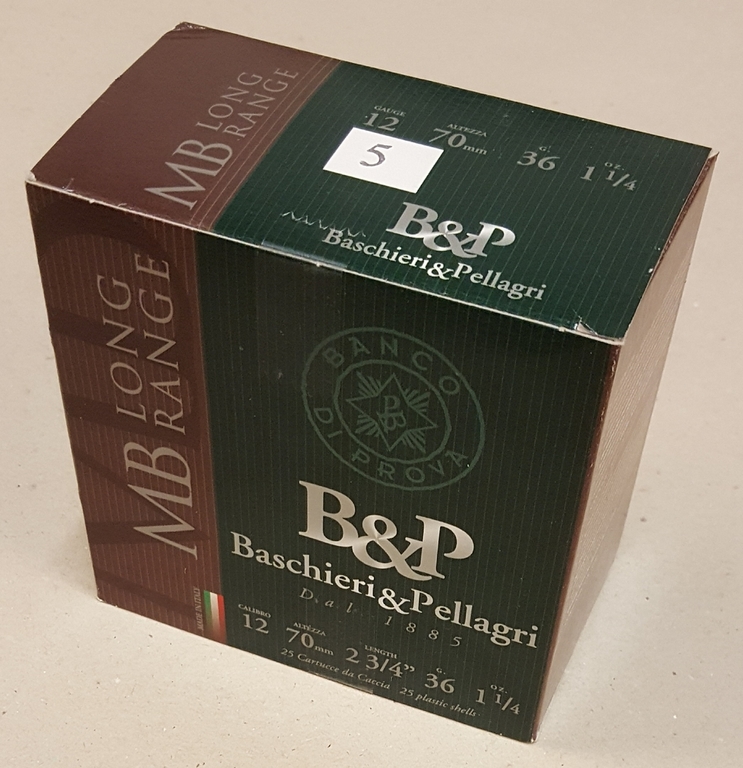 MB LONG
RANGE
GAUGE
12
ALTEZZA
70mm
G.
36
OZ.
1 1/4
5
B&P
Baschieri&Pellagri
MB LONG
RANGE
BANCO
DI PROVA
PB
B&P
Baschieri&Pellagri
Dal 1885
MADE IN ITALY
CALIBRO
12
ALTEZZA
70mm
LENGTH
2 3/4”
G.
36
OZ.
1 1/4
25 Cartucce da Caccia 25 plastic shells